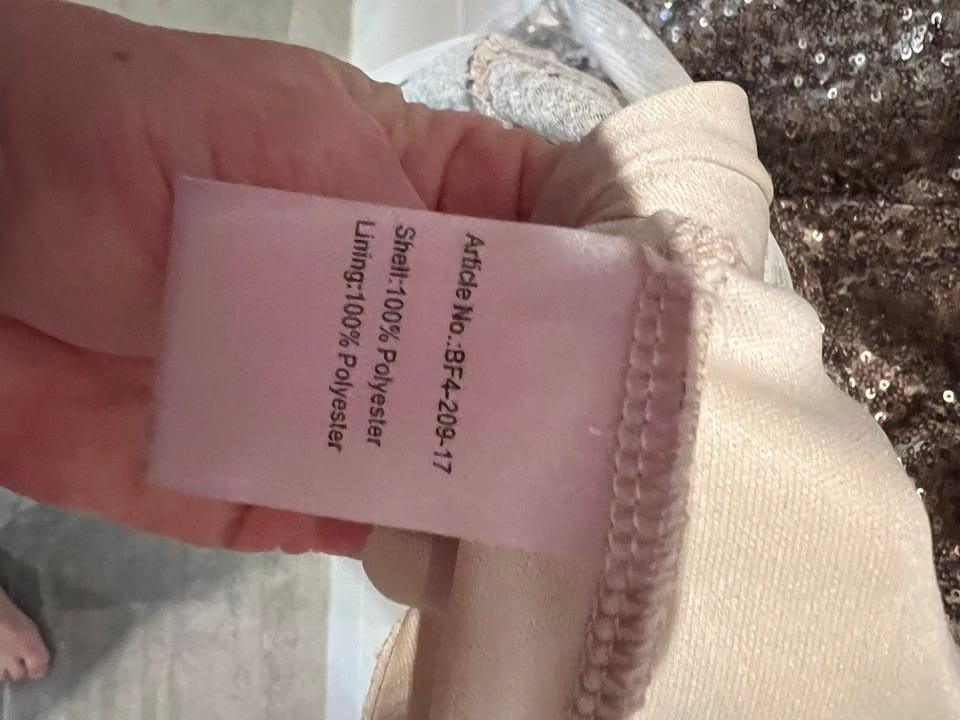 Article No.:BF4-209-17
Shell:100% Polyester
Lining:100% Polyester